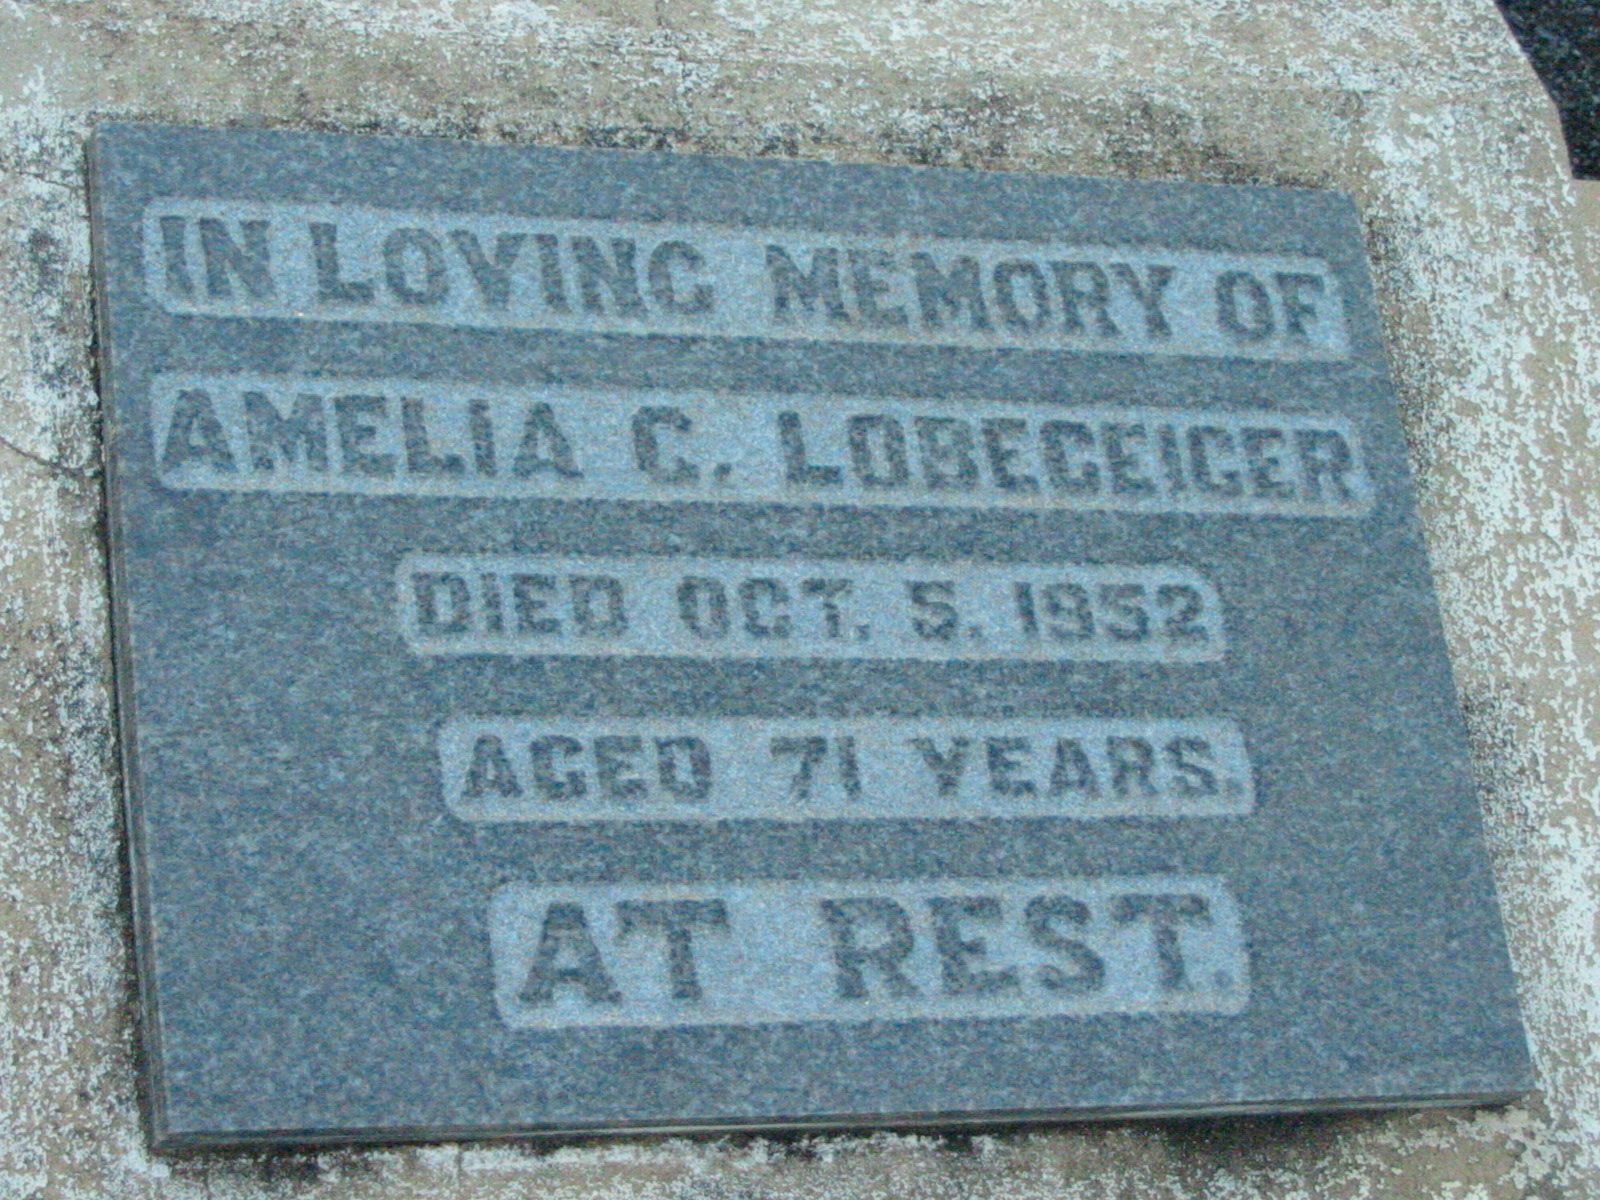 IN LOVING MEMORY OF
AMELIA C. LOBEGEIGER
DIED OCT. 5. 1952
AGED 71 YEARS.
AT REST.